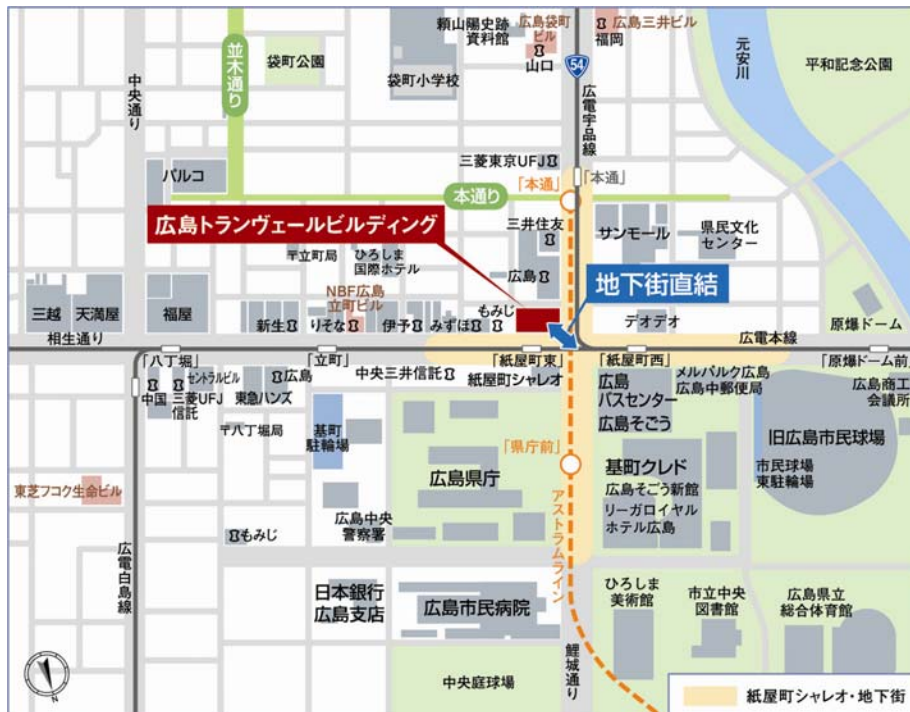 頼山陽史跡
資料館
広島袋町
ビル
山口
広島三井ビル
福岡
54
元安川
平和記念公園
中央通り
並木通り
袋町公園
袋町小学校
広電宇品線
パルコ
三菱東京UFJ
「本通」
「本通」
本通り
広島トランヴェールビルディング
三井住友
サンモール
県民文化
センター
〒立町局
ひろしま
国際ホテル
広島
地下街直結
NBF広島
立町ビル
三越
天満屋
福屋
新生
りそな
伊予
みずほ
もみじ
デオデオ
原爆ドーム
相生通り
広電本線
「八丁堀」
「立町」
「紙屋町東」
「紙屋町西」
「原爆ドーム前」
中国
三菱UFJ
信託
セントラルビル
東急ハンズ
広島
中央三井信託
紙屋町シャレオ
広島
バスセンター
広島そごう
メルパルク広島
広島中郵便局
広島商工
会議所
〒八丁堀局
基町
駐輪場
「県庁前」
広島県庁
基町クレド
広島そごう新館
リーガロイヤル
ホテル広島
旧広島市民球場
市民球場
東駐輪場
東芝フコク生命ビル
もみじ
広島中央
警察署
アストラムライン
広電白島線
日本銀行
広島支店
広島市民病院
ひろしま
美術館
市立中央
図書館
広島県立
総合体育館
中央庭球場
鯉城通り
N
紙屋町シャレオ・地下街